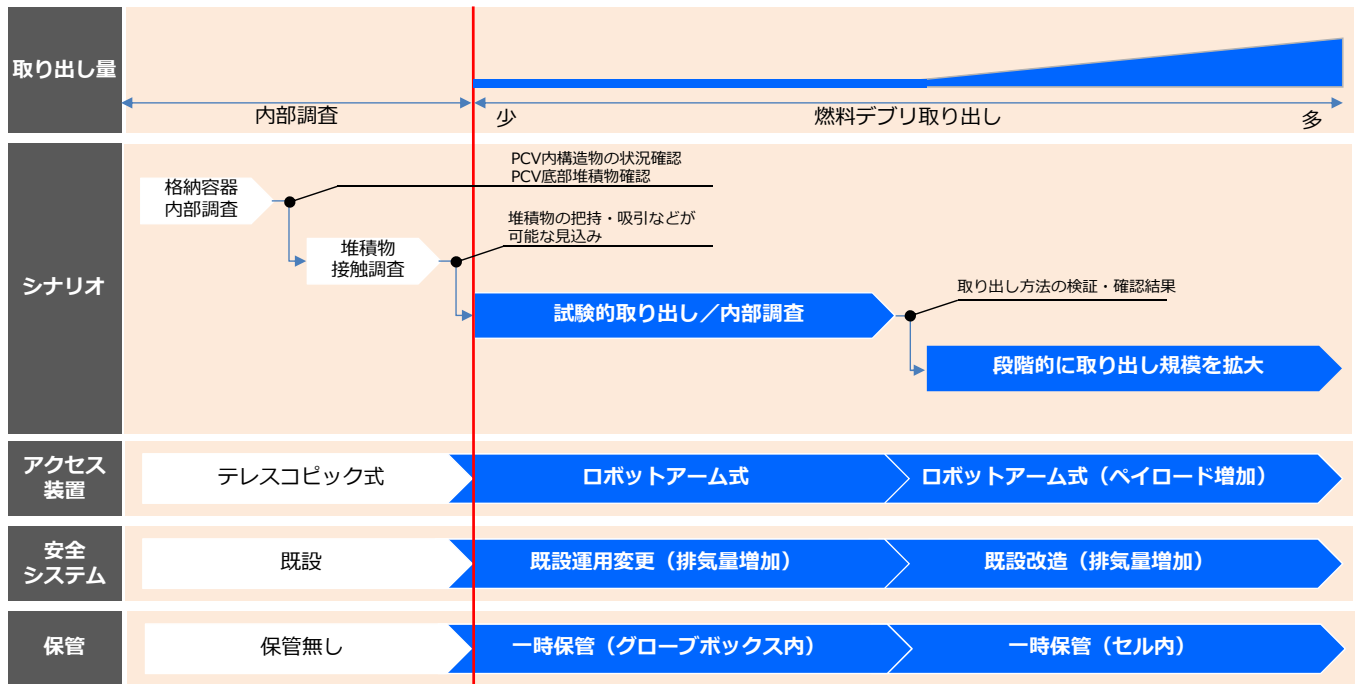 取り出し量
内部調査
少
燃料デブリ取り出し
多
シナリオ
格納容器
内部調査
PCV内構造物の状況確認
PCV底部堆積物確認
堆積物
接触調査
堆積物の把持・吸引などが
可能な見込み
試験的取り出し／内部調査
取り出し方法の検証・確認結果
段階的に取り出し規模を拡大
アクセス
装置
テレスコピック式
ロボットアーム式
ロボットアーム式（ペイロード増加）
安全
システム
既設
既設運用変更（排気量増加）
既設改造（排気量増加）
保管
保管無し
一時保管（グローブボックス内）
一時保管（セル内）